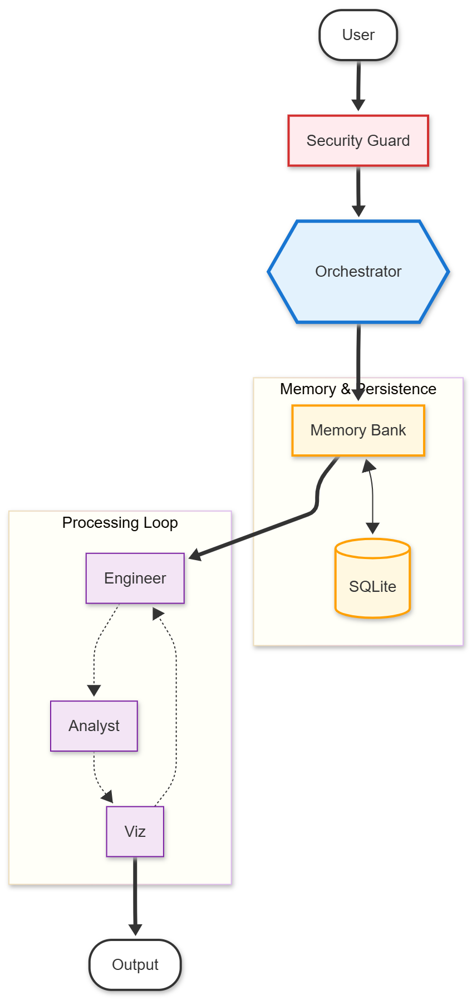 User
Security Guard
Orchestrator
Memory & Persistence
Memory Bank
Processing Loop
Engineer
SQLite
Analyst
Viz
Output